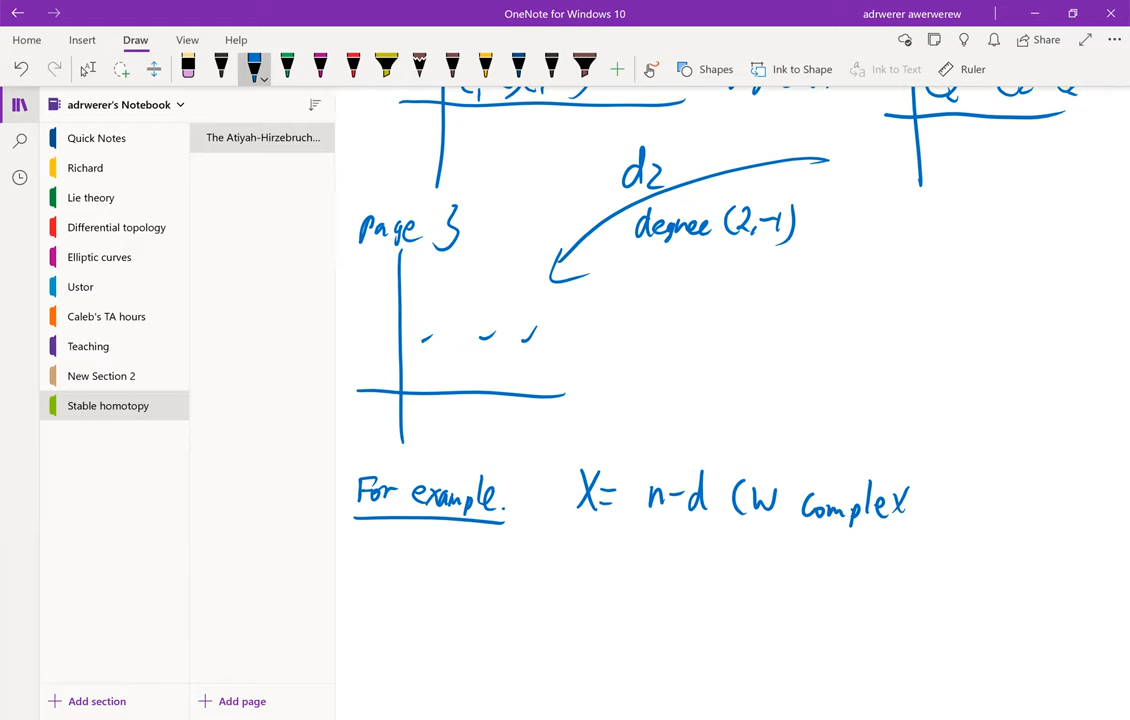 OneNote for Windows 10
adrwerer awerwerew
Home Insert Draw View Help
Share
Shapes
Ink to Shape
Ink to Text
Ruler
adrwerer's Notebook
Quick Notes
Richard
Lie theory
Differential topology
Elliptic curves
Ustor
Caleb's TA hours
Teaching
New Section 2
Stable homotopy
Add section
The Atiyah-Hirzebruch...
Add page
d2
degree (2,-1)
page 3
For example. X= n-d CW complex